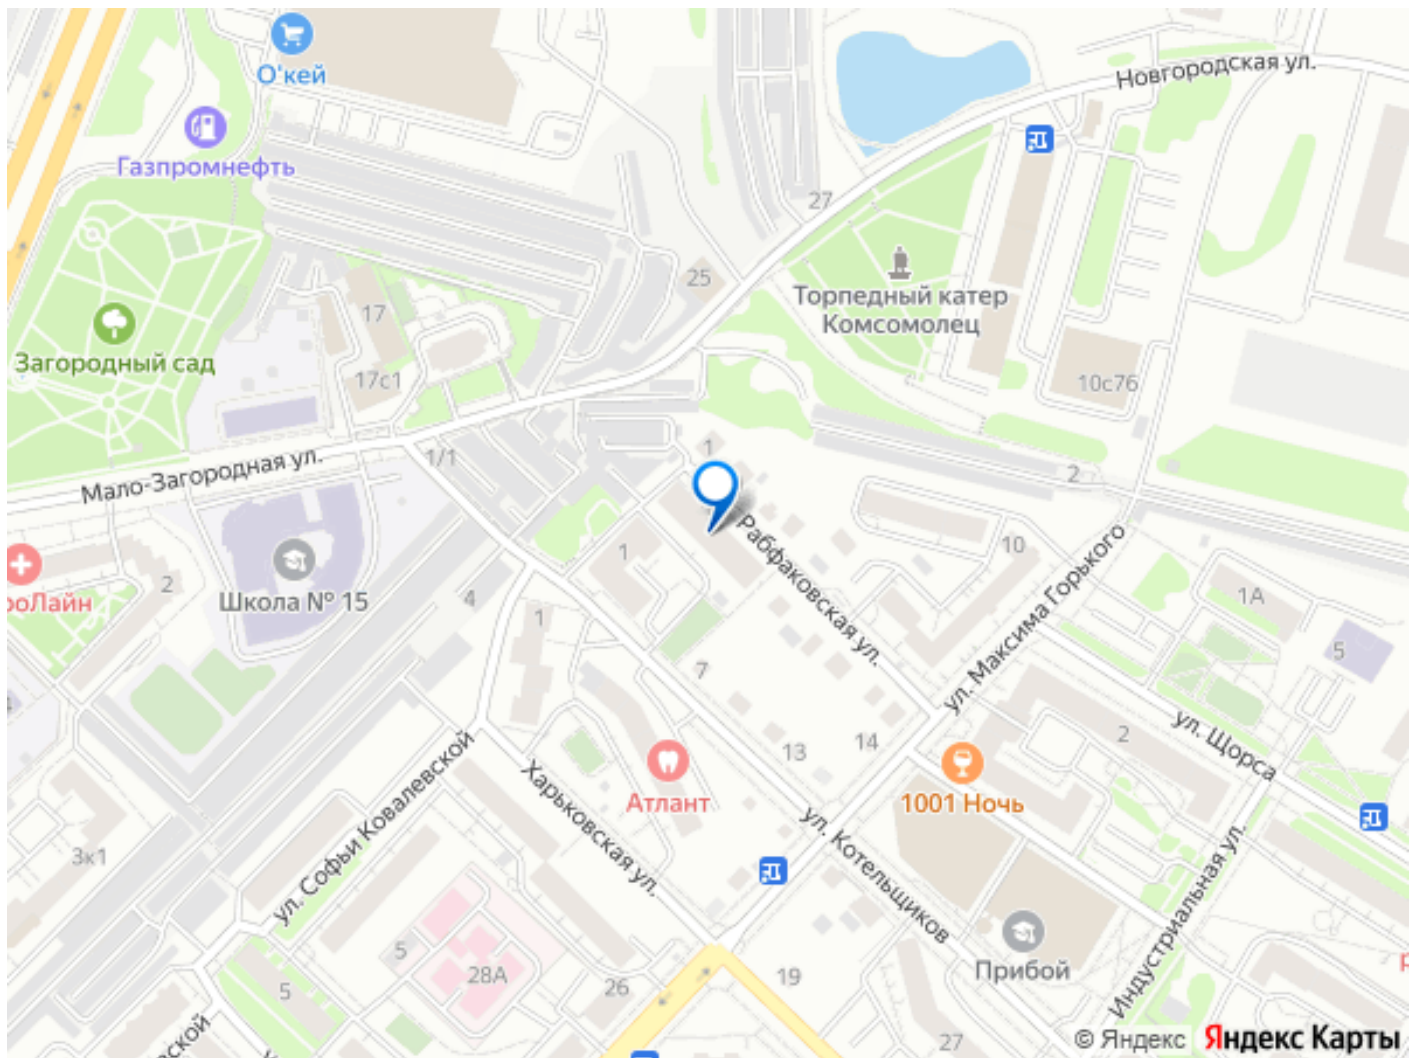 О'кей
Новгородская ул.
Газпромнефть
27
25
Торпедный катер
Комсомолец
17
Загородный сад
17с1
10с76
1
1/1
Мало-Загородная ул.
2
Рабфаковская ул.
10
ул. Максима Горького
1
2
Школа № 15
4
1
1А
5
7
ул. Щорса
2
13
14
Атлант
1001 Ночь
Харьковская ул.
ул. Софьи Ковалевской
ул. Котельщиков
Индустриальная ул.
3к1
5
28А
26
19
Прибой
5
27
© Яндекс
Яндекс Карты